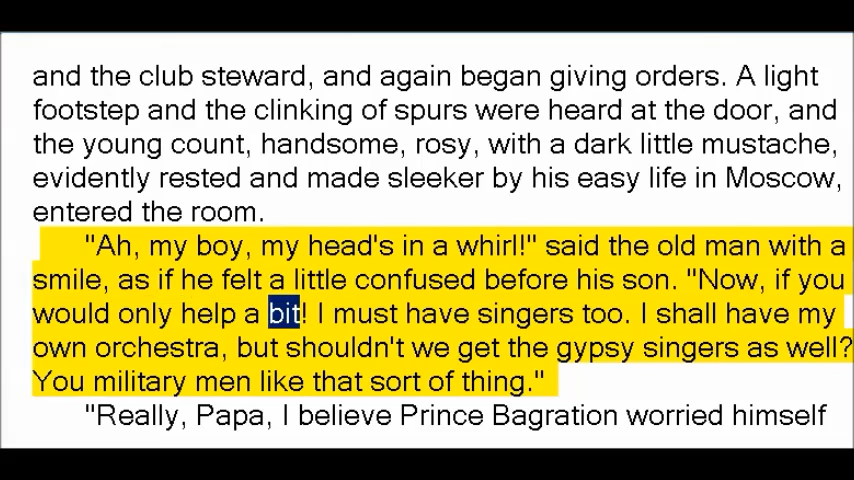 and the club steward, and again began giving orders. A light
footstep and the clinking of spurs were heard at the door, and
the young count, handsome, rosy, with a dark little mustache,
evidently rested and made sleeker by his easy life in Moscow,
entered the room.
"Ah, my boy, my head's in a whirl!" said the old man with a
smile, as if he felt a little confused before his son. "Now, if you
would only help a bit! I must have singers too. I shall have my
own orchestra, but shouldn't we get the gypsy singers as well?
You military men like that sort of thing."
"Really, Papa, I believe Prince Bagration worried himself